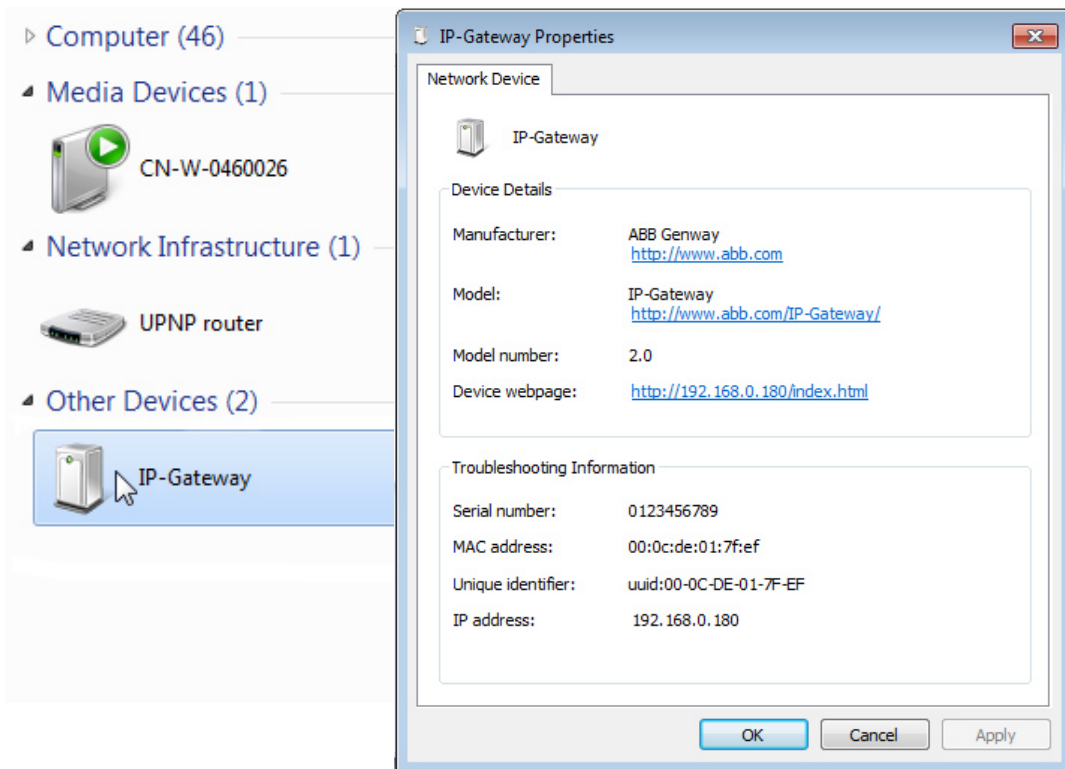 Computer (46)
Media Devices (1)
CN-W-0460026
Network Infrastructure (1)
UPNP router
Other Devices (2)
IP-Gateway
IP-Gateway Properties
Network Device
IP-Gateway
Device Details
Manufacturer: ABB Genway
http://www.abb.com
Model: IP-Gateway
http://www.abb.com/IP-Gateway/
Model number: 2.0
Device webpage: http://192.168.0.180/index.html
Troubleshooting Information
Serial number: 0123456789
MAC address: 00:0c:de:01:7f:ef
Unique identifier: uuid:00-0C-DE-01-7F-EF
IP address: 192.168.0.180
OK Cancel Apply